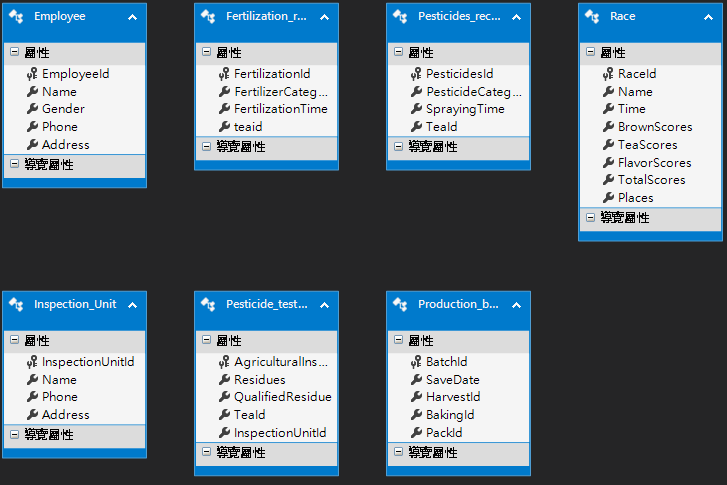 Employee
屬性
EmployeeId
Name
Gender
Phone
Address
導覽屬性
Fertilization_r...
屬性
FertilizationId
FertilizerCateg...
FertilizationTime
teaid
導覽屬性
Pesticides_rec...
屬性
PesticidesId
PesticideCateg...
SprayingTime
TeaId
導覽屬性
Race
屬性
RaceId
Name
Time
BrownScores
TeaScores
FlavorScores
TotalScores
Places
導覽屬性
Inspection_Unit
屬性
InspectionUnitId
Name
Phone
Address
導覽屬性
Pesticide_test...
屬性
AgriculturalIns...
Residues
QualifiedResidue
TeaId
InspectionUnitId
導覽屬性
Production_b...
屬性
BatchId
SaveDate
HarvestId
BakingId
PackId
導覽屬性